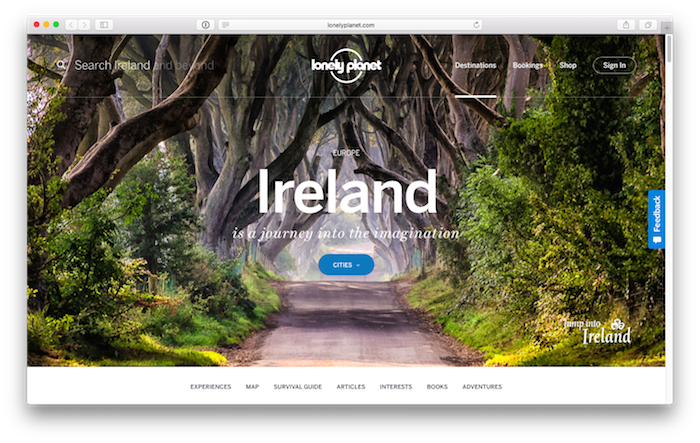 lonelyplanet.com
Search Ireland and beyond
lonely planet
Destinations
Bookings
Shop
Sign In
EUROPE
Ireland
is a journey into the imagination
CITIES
Feedback
Jump into
Ireland
EXPERIENCES
MAP
SURVIVAL GUIDE
ARTICLES
INTERESTS
BOOKS
ADVENTURES